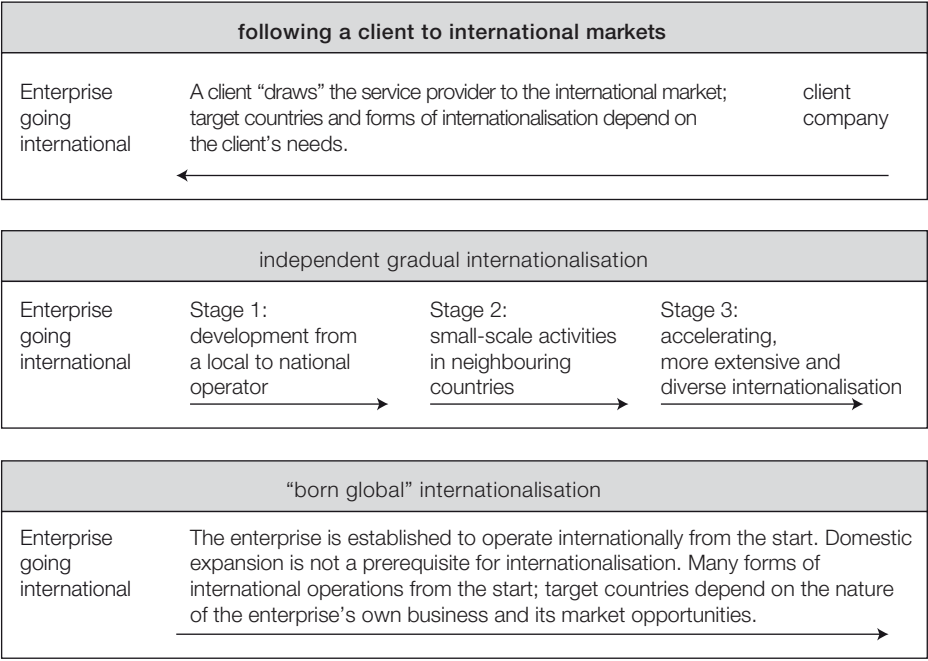 following a client to international markets
Enterprise
going
international
A client “draws” the service provider to the international market;
target countries and forms of internationalisation depend on
the client’s needs.
client
company
independent gradual internationalisation
Enterprise
going
international
Stage 1:
development from
a local to national
operator
Stage 2:
small-scale activities
in neighbouring
countries
Stage 3:
accelerating,
more extensive and
diverse internationalisation
“born global” internationalisation
Enterprise
going
international
The enterprise is established to operate internationally from the start. Domestic
expansion is not a prerequisite for internationalisation. Many forms of
international operations from the start; target countries depend on the nature
of the enterprise’s own business and its market opportunities.